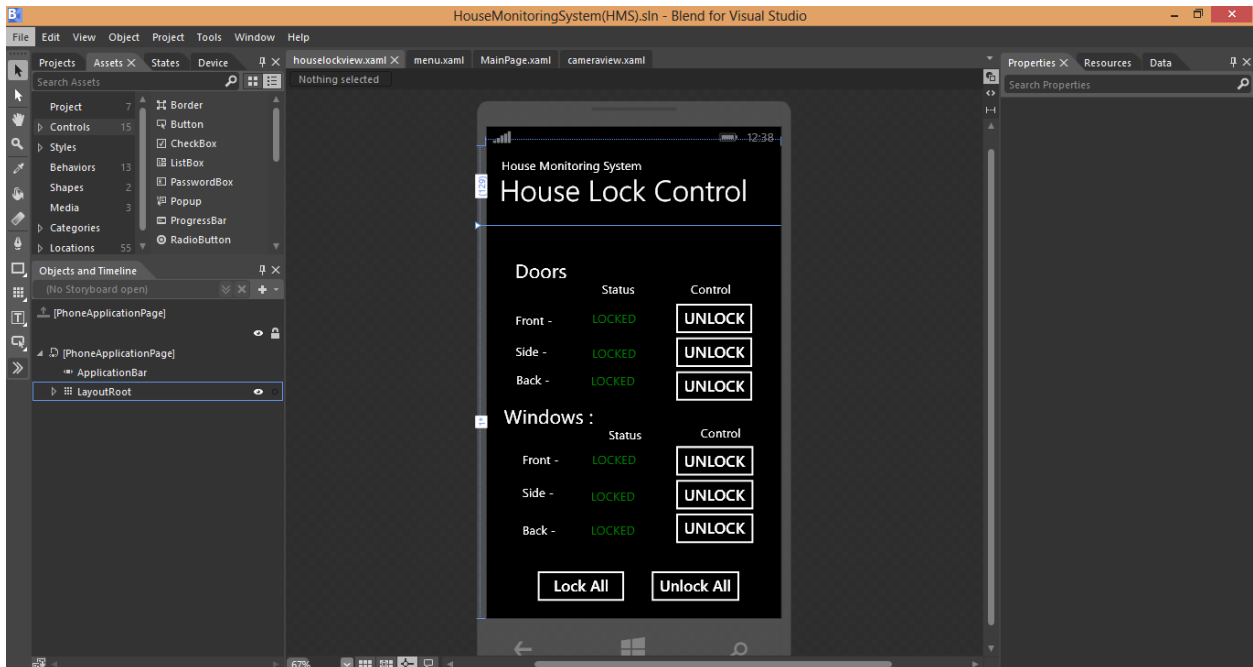 HouseMonitoringSystem(HMS).sln - Blend for Visual Studio
File Edit View Object Project Tools Window Help
Projects Assets States Device
Search Assets
Project 7
Controls 15
Styles
Behaviors 13
Shapes 2
Media 3
Categories
Locations 55
Border
Button
CheckBox
ListBox
PasswordBox
Popup
ProgressBar
RadioButton
Objects and Timeline
(No Storyboard open)
[PhoneApplicationPage]
[PhoneApplicationPage]
ApplicationBar
LayoutRoot
houselockview.xaml menu.xaml MainPage.xaml cameraview.xaml
Nothing selected
12:38
(129)
House Monitoring System
House Lock Control
Doors
Status Control
Front - LOCKED UNLOCK
Side - LOCKED UNLOCK
Back - LOCKED UNLOCK
1*
Windows :
Status Control
Front - LOCKED UNLOCK
Side - LOCKED UNLOCK
Back - LOCKED UNLOCK
Lock All Unlock All
67%
Properties Resources Data
Search Properties